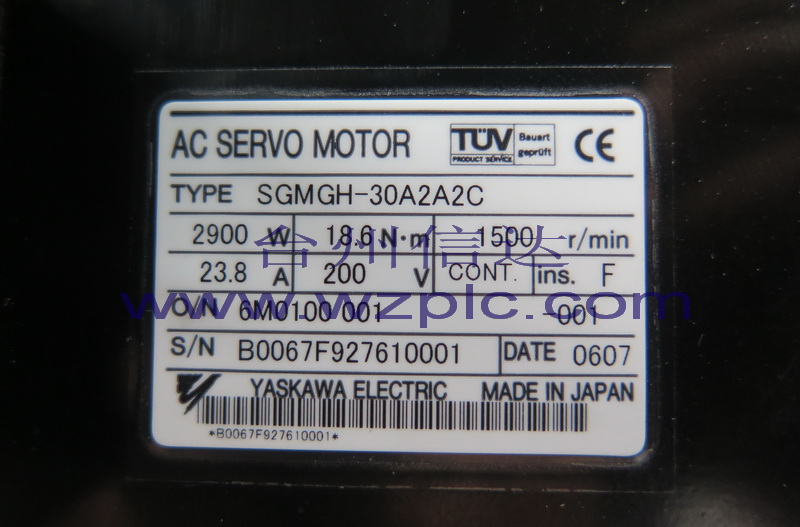 AC SERVO MOTOR TÜV PRODUCT SERVICE Bauart geprüft CE
TYPE SGMGH-30A2A2C
2900 W 18.6 N·m 1500 r/min
台州信达
23.8 A 200 V CONT. ins. F
www.wzplc.com
O/N 6M0100 001 -001
S/N B0067F927610001 DATE 0607
YASKAWA ELECTRIC MADE IN JAPAN
*B0067F927610001*